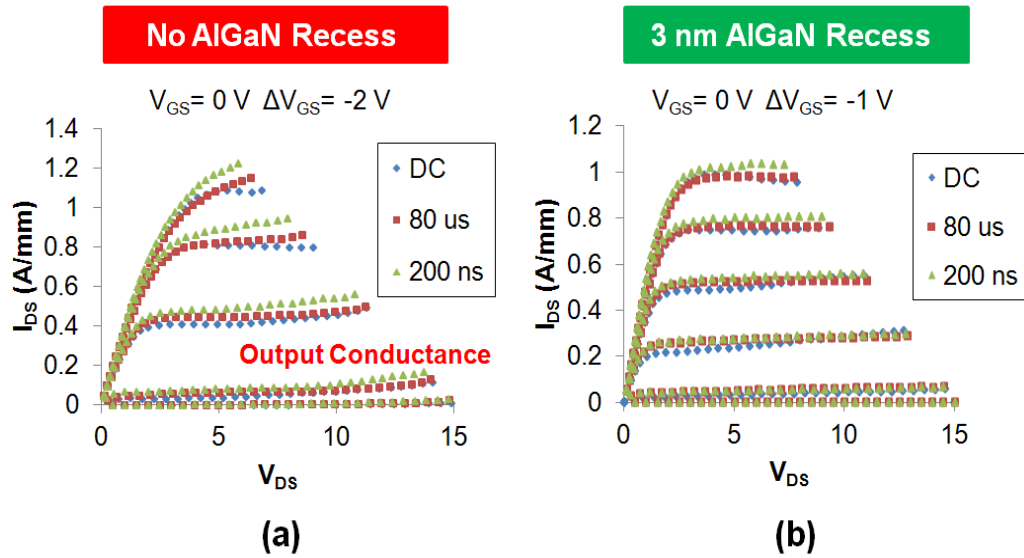 No AlGaN Recess
3 nm AlGaN Recess
VGS= 0 V ΔVGS= -2 V
VGS= 0 V ΔVGS= -1 V
1.4
1.2
1
0.8
0.6
0.4
0.2
0
IDS (A/mm)
DC
80 us
200 ns
Output Conductance
0
5
10
15
VDS
(a)
1.2
1
0.8
0.6
0.4
0.2
0
IDS (A/mm)
DC
80 us
200 ns
0
5
10
15
VDS
(b)